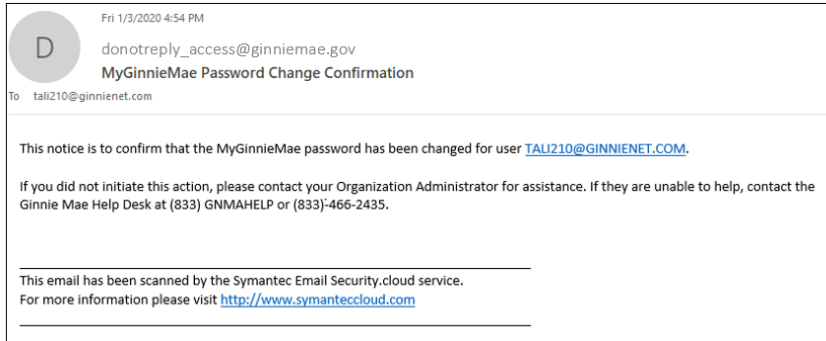 Fri 1/3/2020 4:54 PM
D
donotreply_access@ginniemae.gov
MyGinnieMae Password Change Confirmation
To tali210@ginnienet.com
This notice is to confirm that the MyGinnieMae password has been changed for user TALI210@GINNIENET.COM.
If you did not initiate this action, please contact your Organization Administrator for assistance. If they are unable to help, contact the
Ginnie Mae Help Desk at (833) GNMAHELP or (833)-466-2435.
This email has been scanned by the Symantec Email Security.cloud service.
For more information please visit http://www.symanteccloud.com